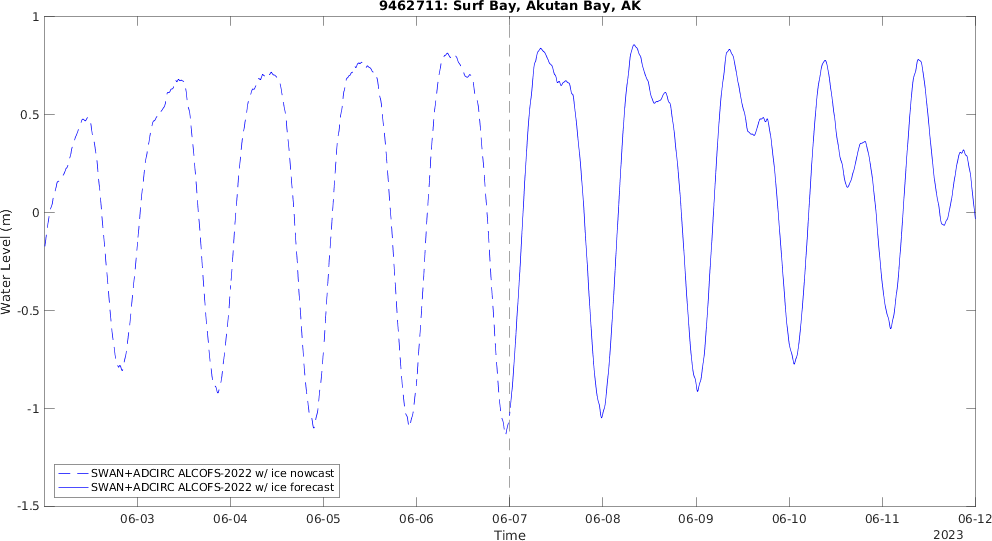 9462711: Surf Bay, Akutan Bay, AK
1
0.5
0
-0.5
-1
-1.5
Water Level (m)
SWAN+ADCIRC ALCOFS-2022 w/ ice nowcast
SWAN+ADCIRC ALCOFS-2022 w/ ice forecast
06-03 06-04 06-05 06-06 06-07 06-08 06-09 06-10 06-11 06-12
Time
2023